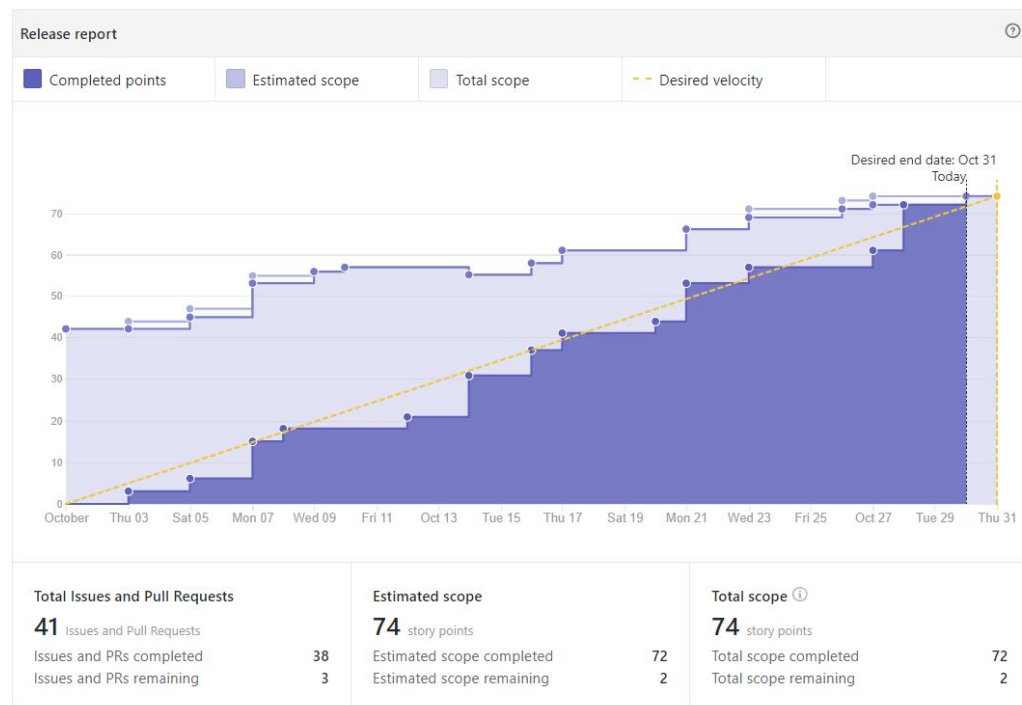 Release report
Completed points
Estimated scope
Total scope
Desired velocity
Desired end date: Oct 31
Today
70
60
50
40
30
20
10
0
October Thu 03 Sat 05 Mon 07 Wed 09 Fri 11 Oct 13 Tue 15 Thu 17 Sat 19 Mon 21 Wed 23 Fri 25 Oct 27 Tue 29 Thu 31
Total Issues and Pull Requests
41 Issues and Pull Requests
Issues and PRs completed 38
Issues and PRs remaining 3
Estimated scope
74 story points
Estimated scope completed 72
Estimated scope remaining 2
Total scope
74 story points
Total scope completed 72
Total scope remaining 2